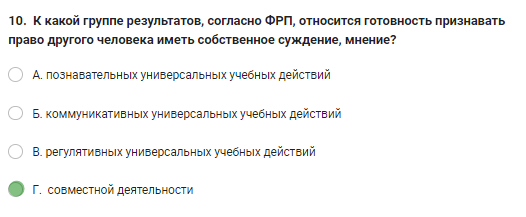 10. К какой группе результатов, согласно ФРП, относится готовность признавать
право другого человека иметь собственное суждение, мнение?
А. познавательных универсальных учебных действий
Б. коммуникативных универсальных учебных действий
В. регулятивных универсальных учебных действий
Г. совместной деятельности